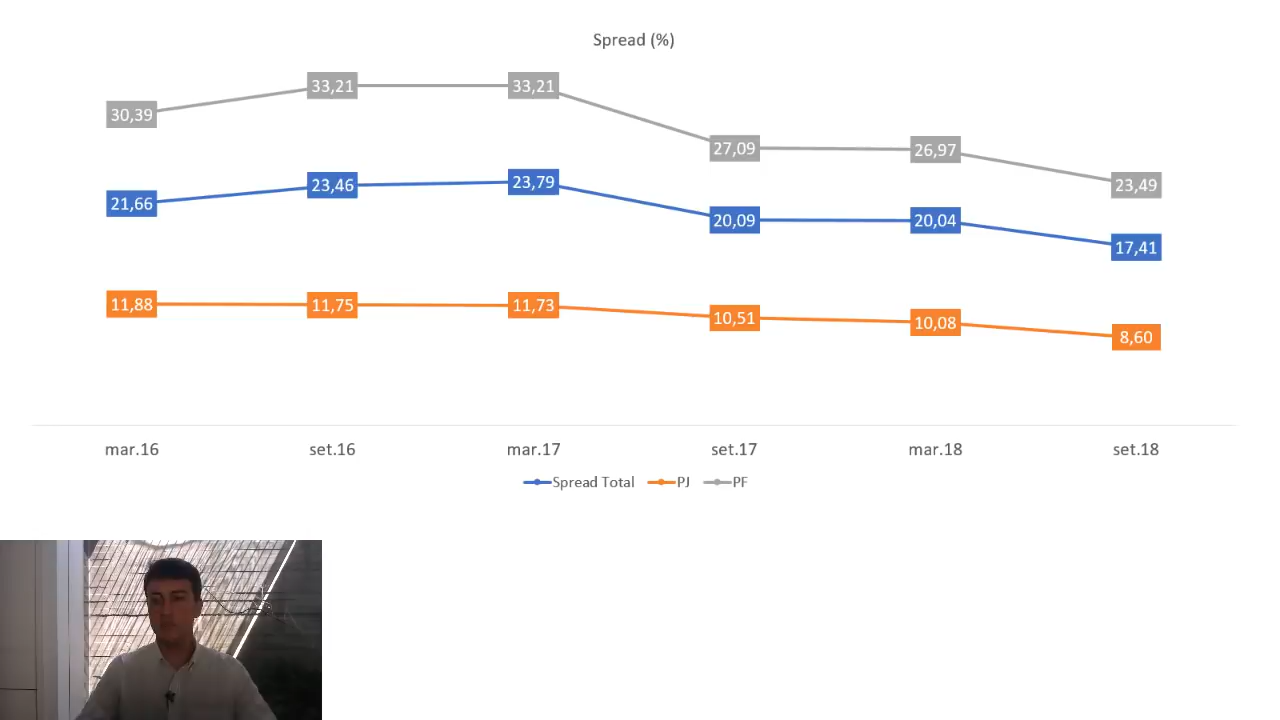 Spread (%)
30,39 33,21 33,21 27,09 26,97 23,49
21,66 23,46 23,79 20,09 20,04 17,41
11,88 11,75 11,73 10,51 10,08 8,60
mar.16 set.16 mar.17 set.17 mar.18 set.18
Spread Total PJ PF